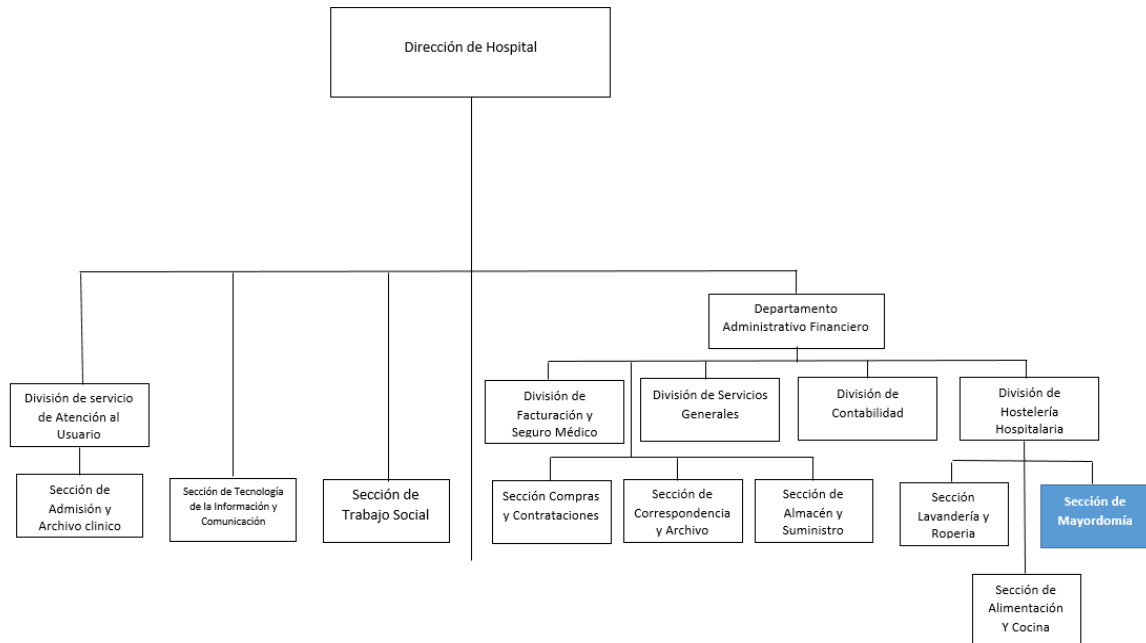 Dirección de Hospital
Departamento
Administrativo Financiero
División de servicio
de Atención al
Usuario
División de
Facturación y
Seguro Médico
División de Servicios
Generales
División de
Contabilidad
División de
Hostelería
Hospitalaria
Sección de
Admisión y
Archivo clinico
Sección de Tecnología
de la Información y
Comunicación
Sección de
Trabajo Social
Sección Compras
y Contrataciones
Sección de
Correspondencia
y Archivo
Sección de
Almacén y
Suministro
Sección
Lavandería y
Roperia
Sección de
Mayordomía
Sección de
Alimentación
Y Cocina